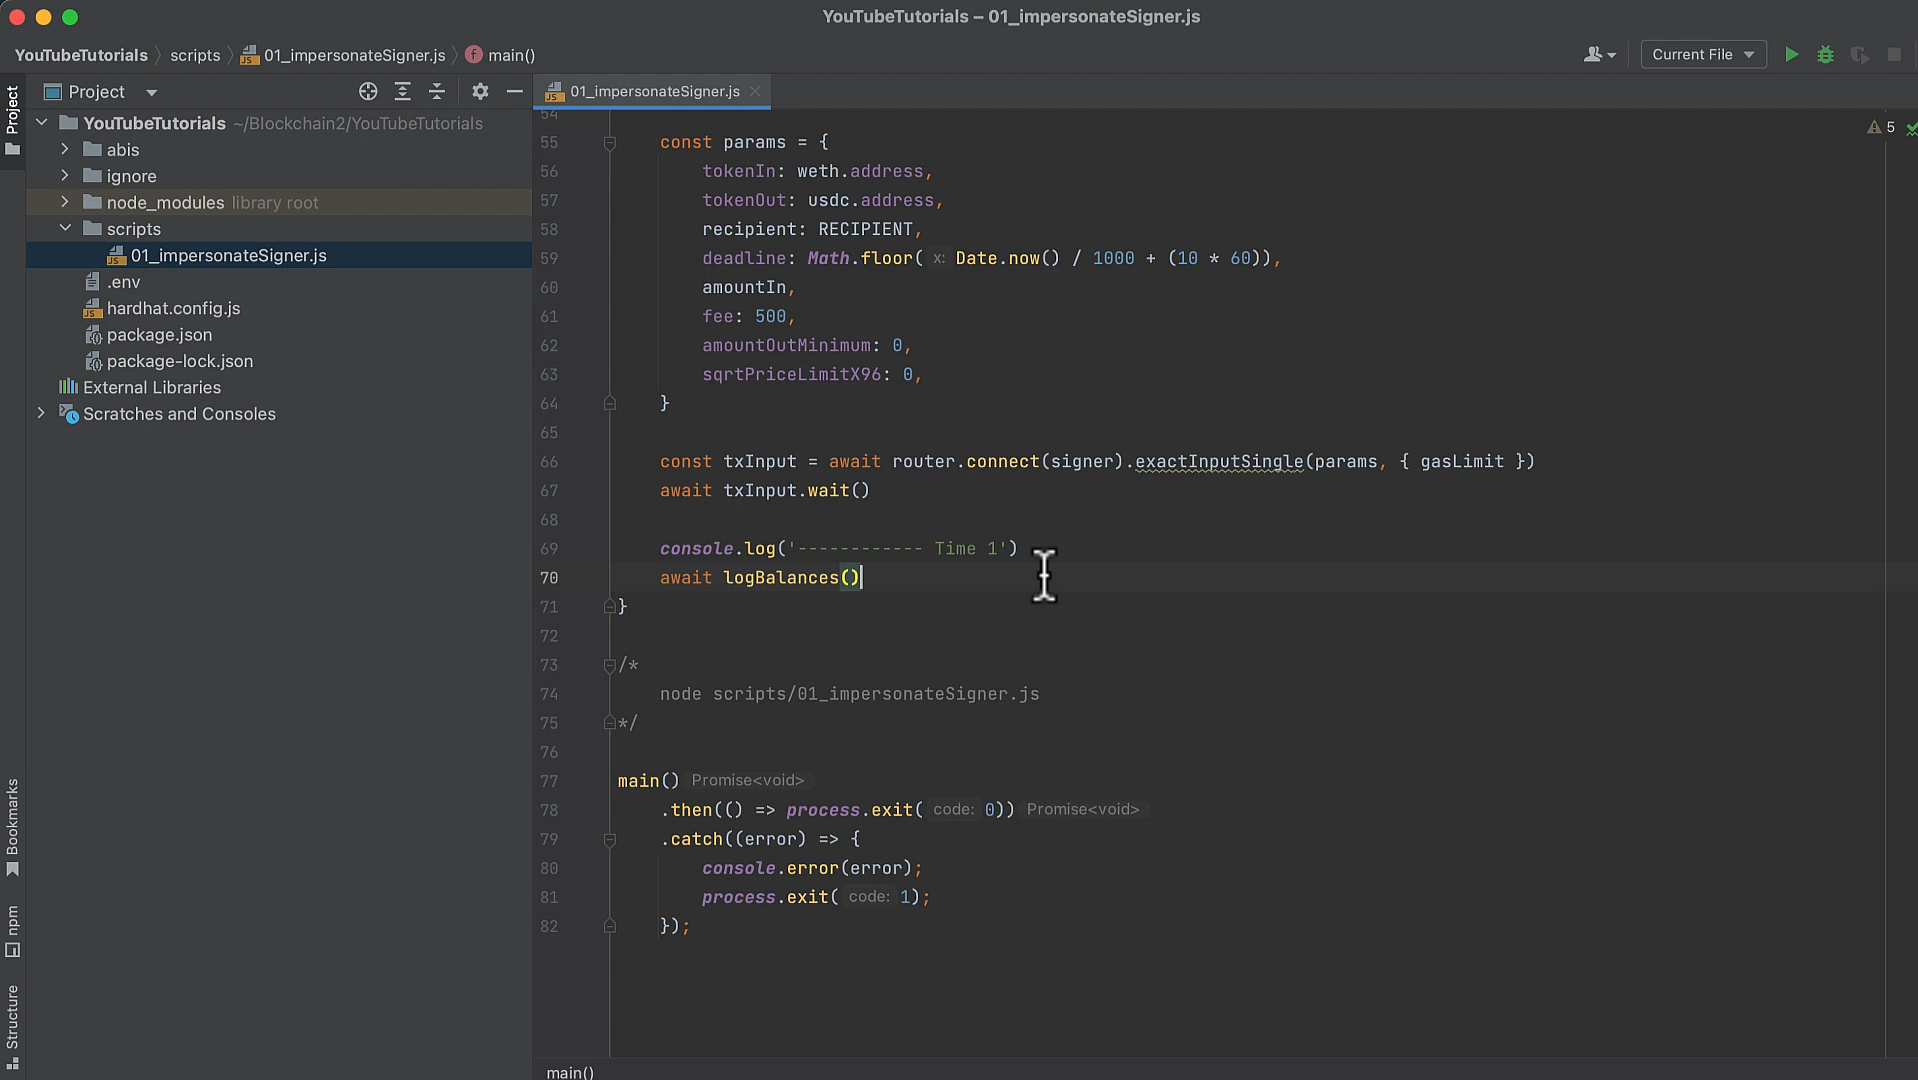 YouTubeTutorials – 01_impersonateSigner.js
YouTubeTutorials scripts 01_impersonateSigner.js main()
Current File
Project
Project
01_impersonateSigner.js
5
YouTubeTutorials ~/Blockchain2/YouTubeTutorials
abis
ignore
node_modules library root
scripts
01_impersonateSigner.js
.env
hardhat.config.js
package.json
package-lock.json
External Libraries
Scratches and Consoles
Bookmarks
npm
Structure
54
55 const params = {
56 tokenIn: weth.address,
57 tokenOut: usdc.address,
58 recipient: RECIPIENT,
59 deadline: Math.floor( x: Date.now() / 1000 + (10 * 60)),
60 amountIn,
61 fee: 500,
62 amountOutMinimum: 0,
63 sqrtPriceLimitX96: 0,
64 }
65
66 const txInput = await router.connect(signer).exactInputSingle(params, { gasLimit })
67 await txInput.wait()
68
69 console.log('------------ Time 1')
70 await logBalances()
71 }
72
73 /*
74 node scripts/01_impersonateSigner.js
75 */
76
77 main() Promise<void>
78 .then(() => process.exit( code: 0)) Promise<void>
79 .catch((error) => {
80 console.error(error);
81 process.exit( code: 1);
82 });
main()